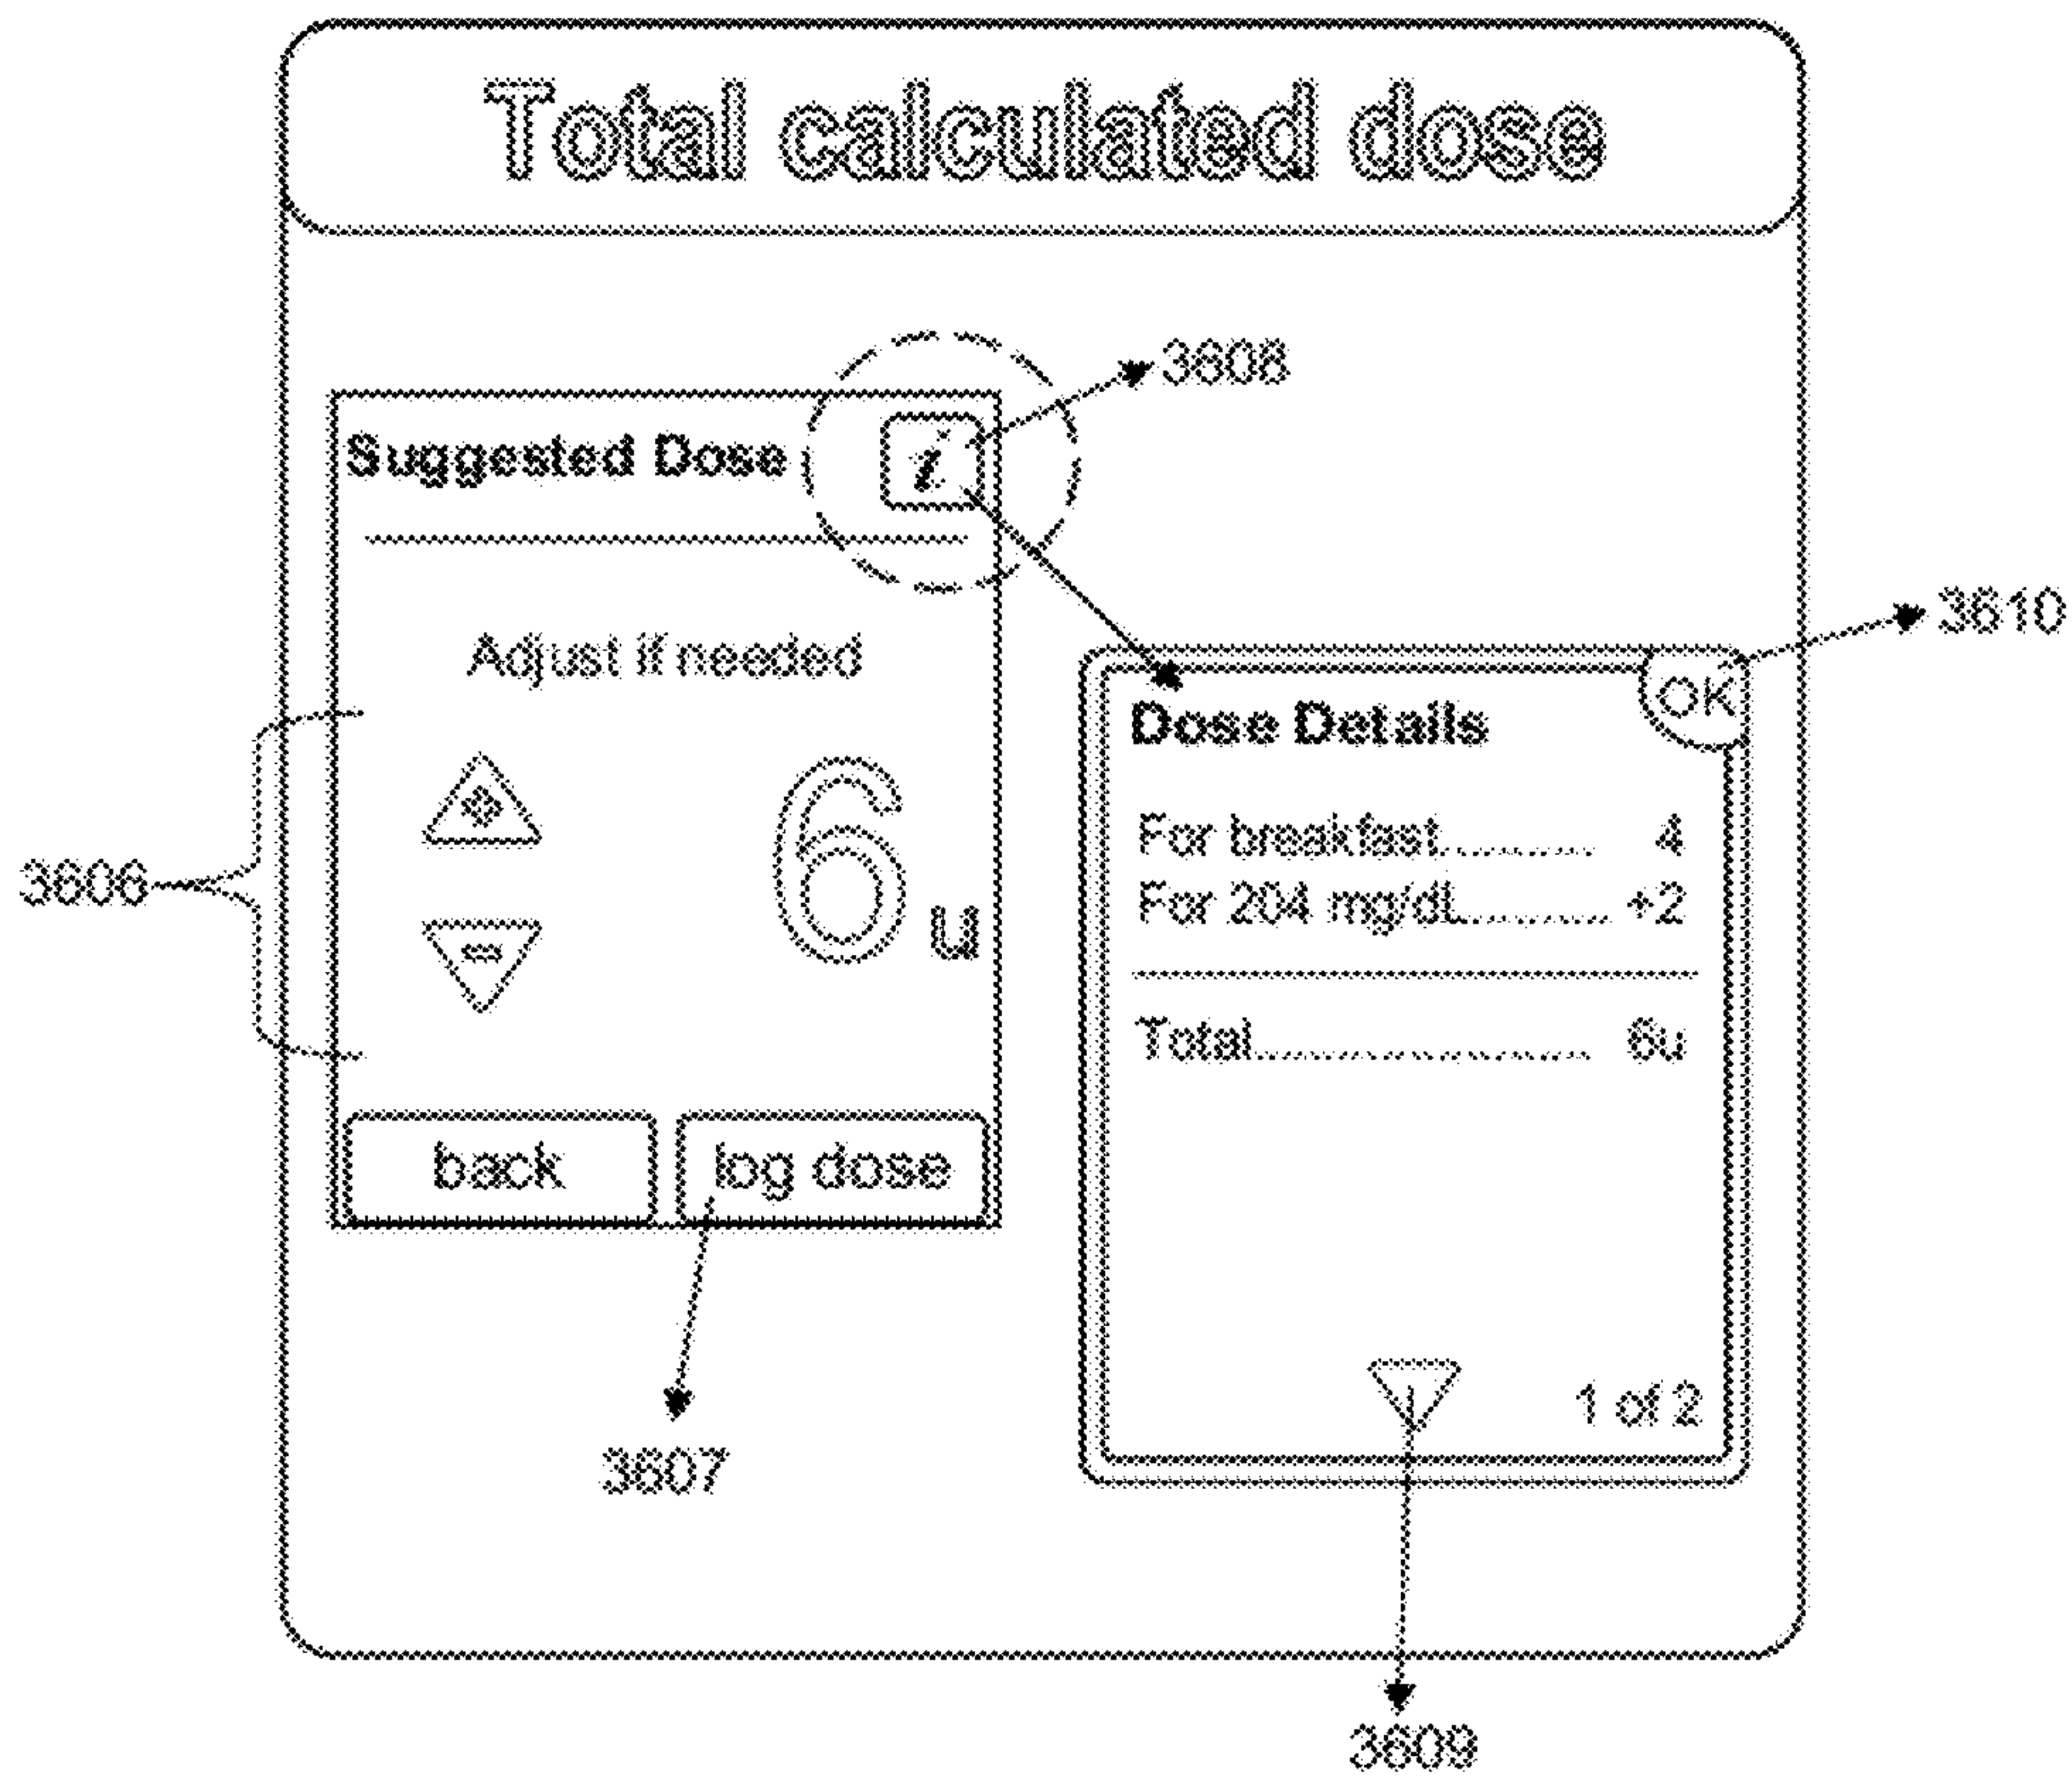 Total calculated dose
3608
Suggested Dose i
3610
Adjust if needed
OK
Dose Details
+
For breakfast............ 4
3606
6 u
For 204 mg/dL............ +2
-
Total........................ 6u
back log dose
1 of 2
3607
3609